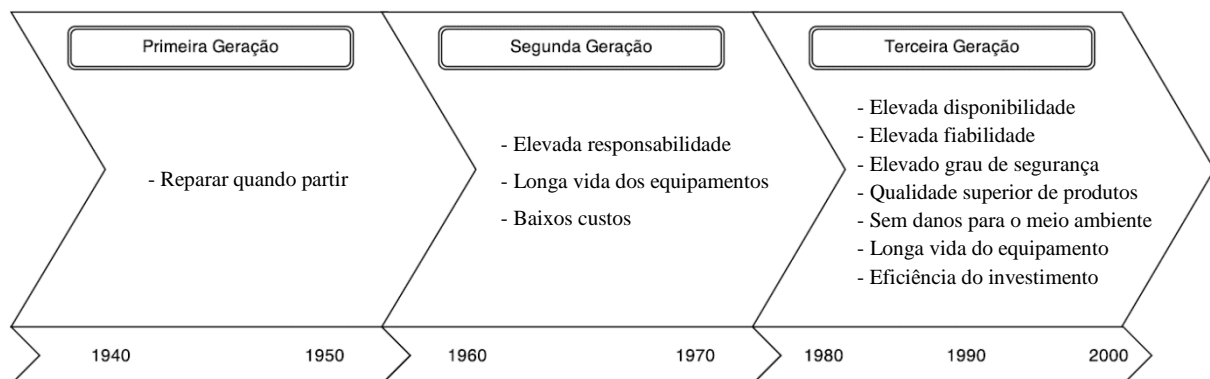 Primeira Geração
- Reparar quando partir
Segunda Geração
- Elevada responsabilidade
- Longa vida dos equipamentos
- Baixos custos
Terceira Geração
- Elevada disponibilidade
- Elevada fiabilidade
- Elevado grau de segurança
- Qualidade superior de produtos
- Sem danos para o meio ambiente
- Longa vida do equipamento
- Eficiência do investimento
1940 1950 1960 1970 1980 1990 2000